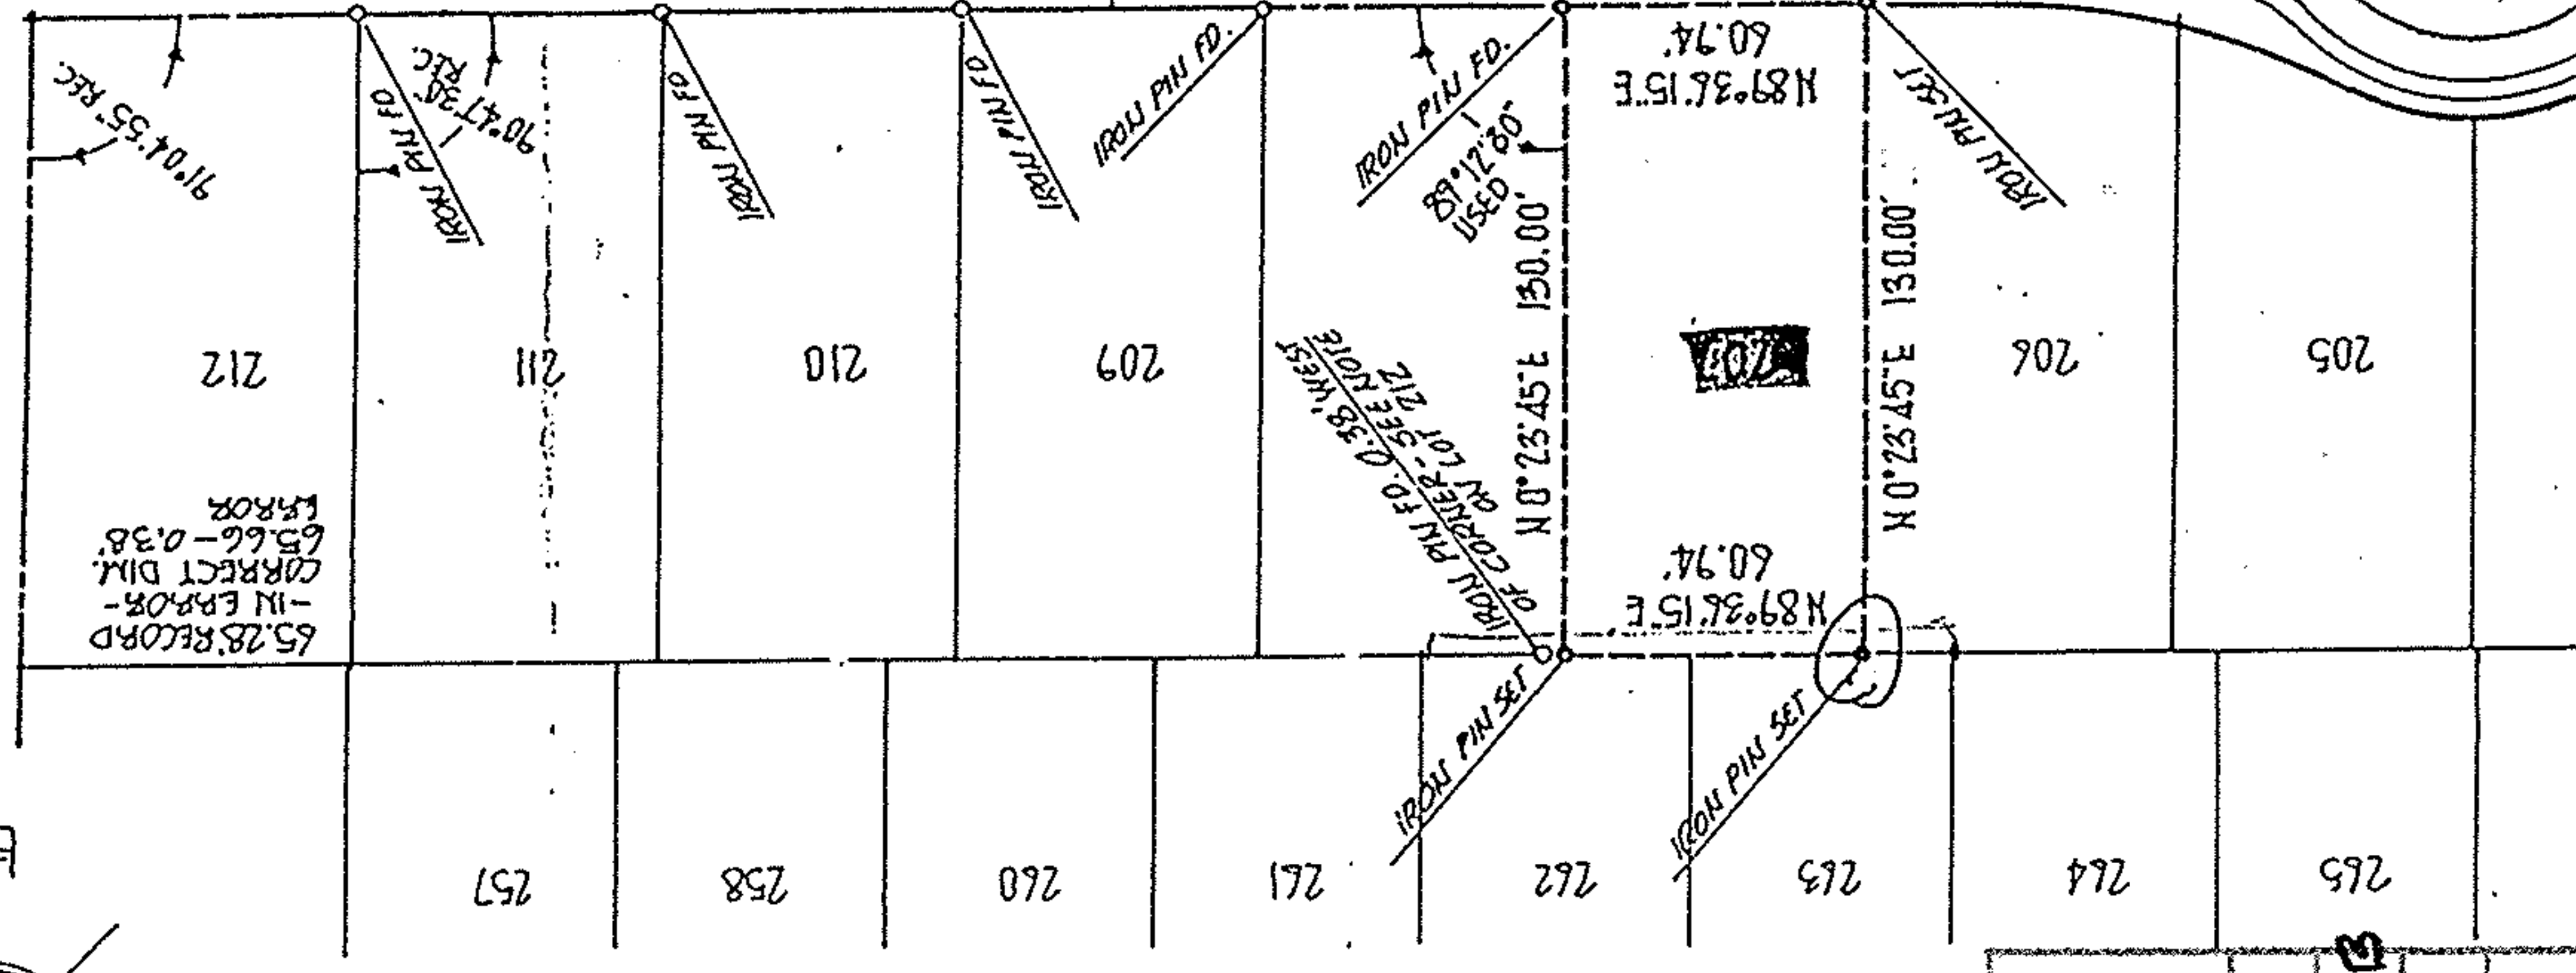 91°04'55" REC.
IRON PIN FD
90°47'30"
REC.
IRON PIN FD
IRON PIN FD
IRON PIN FD.
IRON PIN FD.
89°12'80"
USED
N89°36'15"E
60.94'
IRON PIN SET
N 0°23'45"E 130.00'
N 0°23'45"E 130.00'
212
211
210
209
207
206
205
65.28' RECORD
-IN ERROR-
CORRECT DIM.
65.66-0.38'
ERROR
IRON PIN FD. 0.38' WEST
OF CORNER - SEE NOTE
ON LOT 212
N89°36'15"E
60.94'
IRON PIN SET
IRON PIN SET
257
258
260
261
262
263
264
265